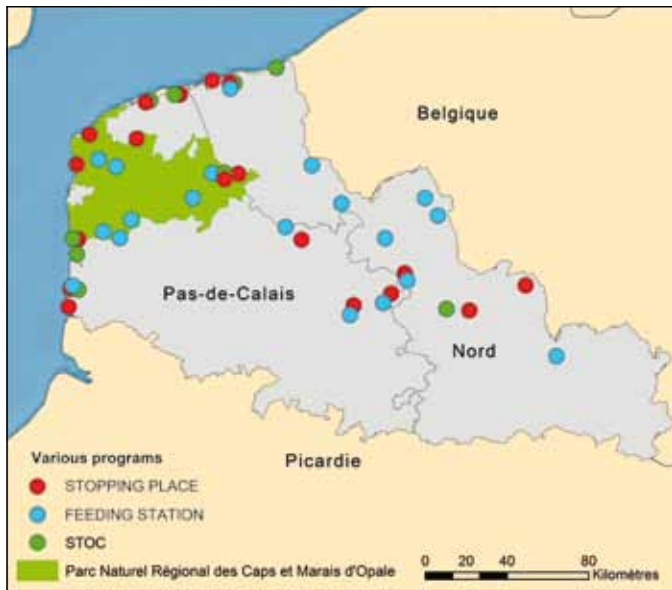 Belgique
Pas-de-Calais
Nord
Picardie
Various programs
STOPPING PLACE
FEEDING STATION
STOC
Parc Naturel Régional des Caps et Marais d'Opale
0 20 40 80
Kilomètres